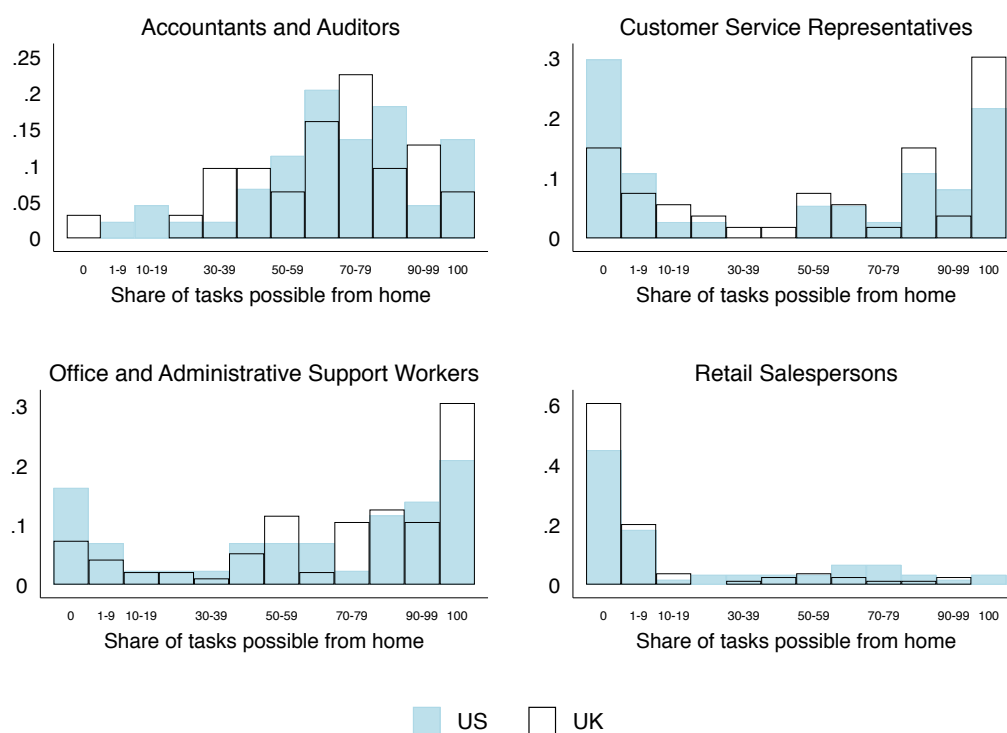 Accountants and Auditors
.25
.2
.15
.1
.05
0
0 1-9 10-19 30-39 50-59 70-79 90-99 100
Share of tasks possible from home
Customer Service Representatives
.3
.2
.1
0
0 1-9 10-19 30-39 50-59 70-79 90-99 100
Share of tasks possible from home
Office and Administrative Support Workers
.3
.2
.1
0
0 1-9 10-19 30-39 50-59 70-79 90-99 100
Share of tasks possible from home
Retail Salespersons
.6
.4
.2
0
0 1-9 10-19 30-39 50-59 70-79 90-99 100
Share of tasks possible from home
US UK